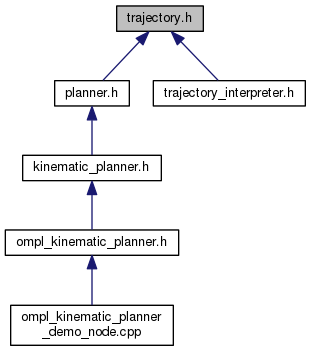 trajectory.h
planner.h
trajectory_interpreter.h
kinematic_planner.h
ompl_kinematic_planner.h
ompl_kinematic_planner
_demo_node.cpp